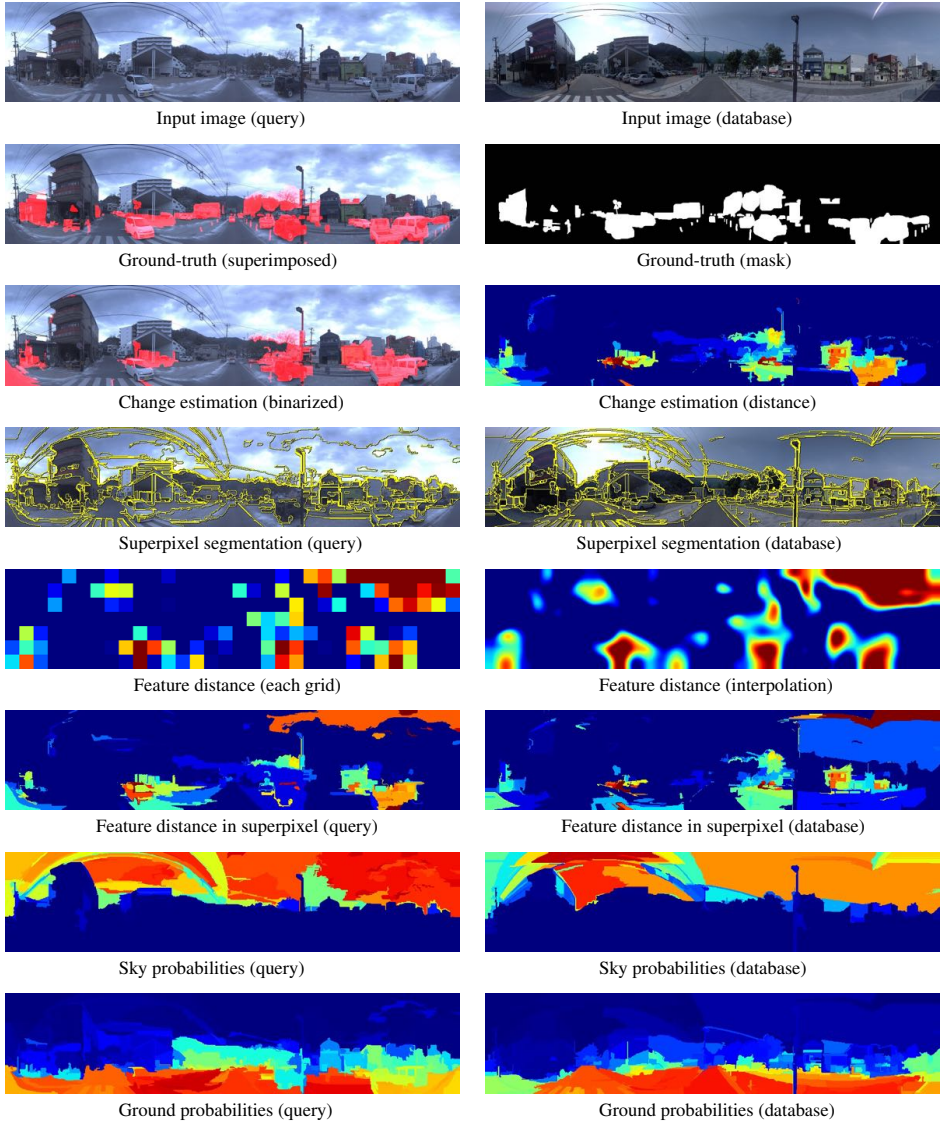 Input image (query)
Input image (database)
Ground-truth (superimposed)
Ground-truth (mask)
Change estimation (binarized)
Change estimation (distance)
Superpixel segmentation (query)
Superpixel segmentation (database)
Feature distance (each grid)
Feature distance (interpolation)
Feature distance in superpixel (query)
Feature distance in superpixel (database)
Sky probabilities (query)
Sky probabilities (database)
Ground probabilities (query)
Ground probabilities (database)